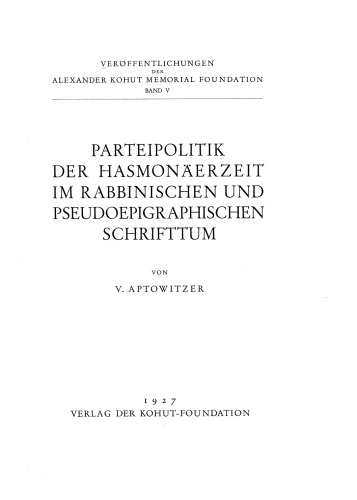 VERÖFFENTLICHUNGEN
DER
ALEXANDER KOHUT MEMORIAL FOUNDATION
BAND V
PARTEIPOLITIK
DER HASMONÄERZEIT
IM RABBINISCHEN UND
PSEUDOEPIGRAPHISCHEN
SCHRIFTTUM
VON
V. APTOWITZER
1927
VERLAG DER KOHUT-FOUNDATION